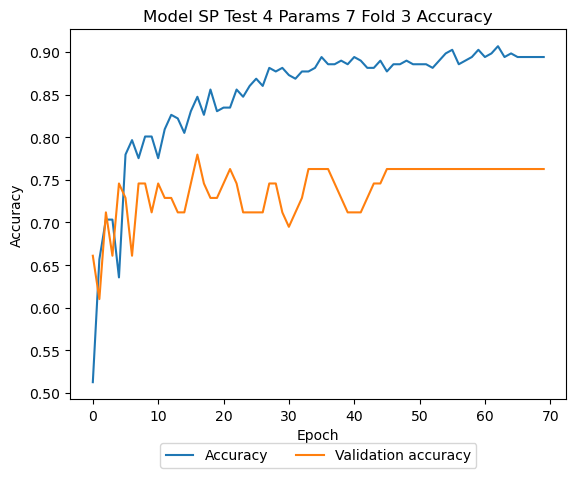 Model SP Test 4 Params 7 Fold 3 Accuracy
Accuracy
0.90
0.85
0.80
0.75
0.70
0.65
0.60
0.55
0.50
0 10 20 30 40 50 60 70
Epoch
Accuracy Validation accuracy